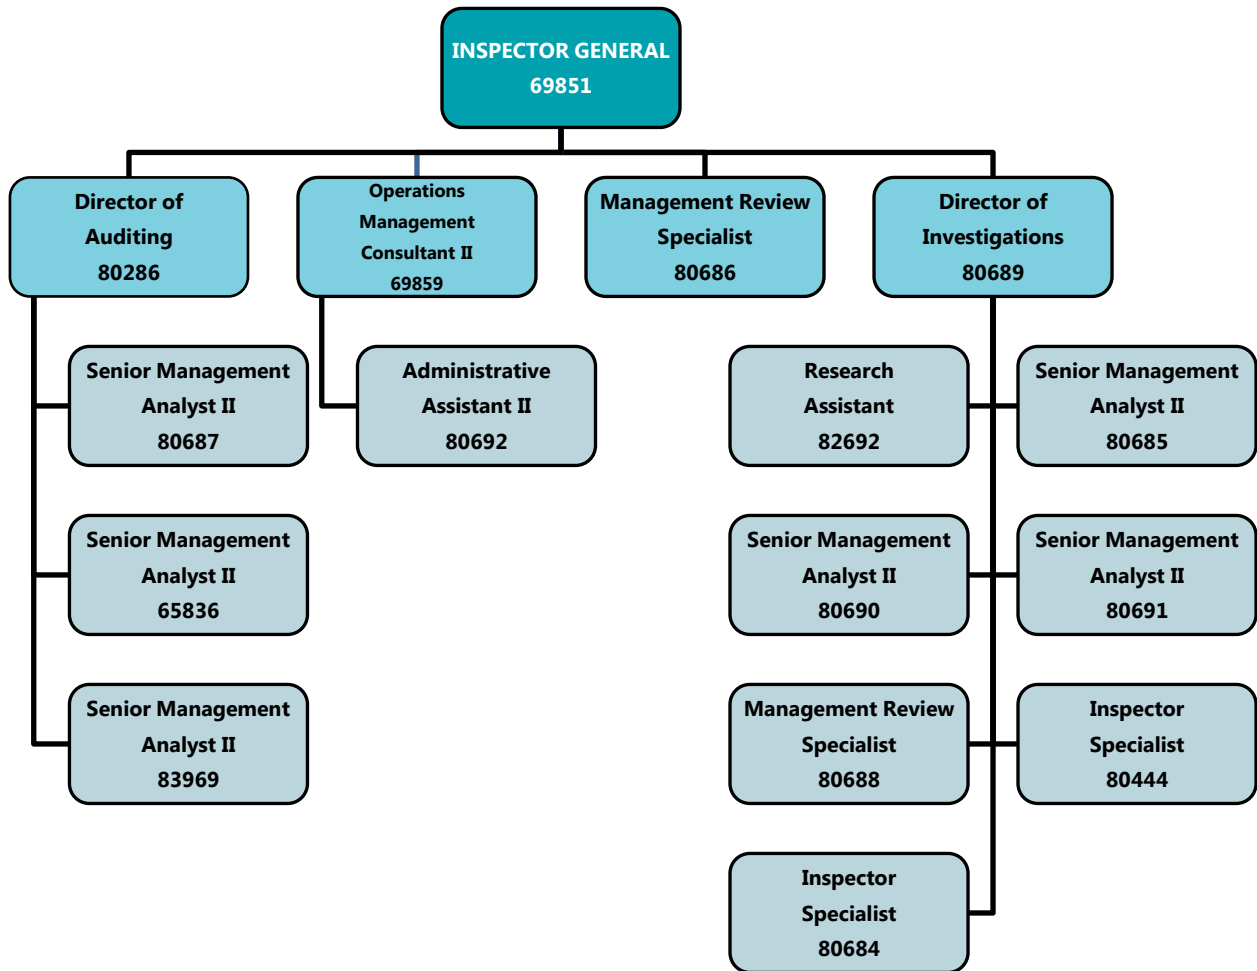 INSPECTOR GENERAL
69851
Director of
Auditing
80286
Operations
Management
Consultant II
69859
Management Review
Specialist
80686
Director of
Investigations
80689
Senior Management
Analyst II
80687
Administrative
Assistant II
80692
Research
Assistant
82692
Senior Management
Analyst II
80685
Senior Management
Analyst II
65836
Senior Management
Analyst II
80690
Senior Management
Analyst II
80691
Senior Management
Analyst II
83969
Management Review
Specialist
80688
Inspector
Specialist
80444
Inspector
Specialist
80684